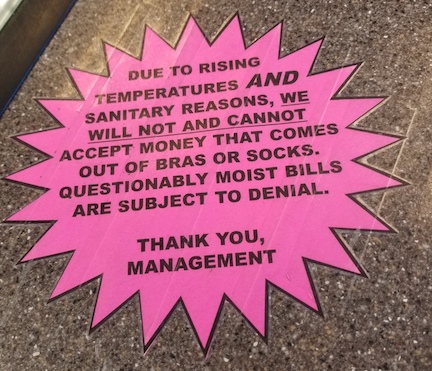 DUE TO RISING
TEMPERATURES AND
SANITARY REASONS, WE
WILL NOT AND CANNOT
ACCEPT MONEY THAT COMES
OUT OF BRAS OR SOCKS.
QUESTIONABLY MOIST BILLS
ARE SUBJECT TO DENIAL.
THANK YOU,
MANAGEMENT